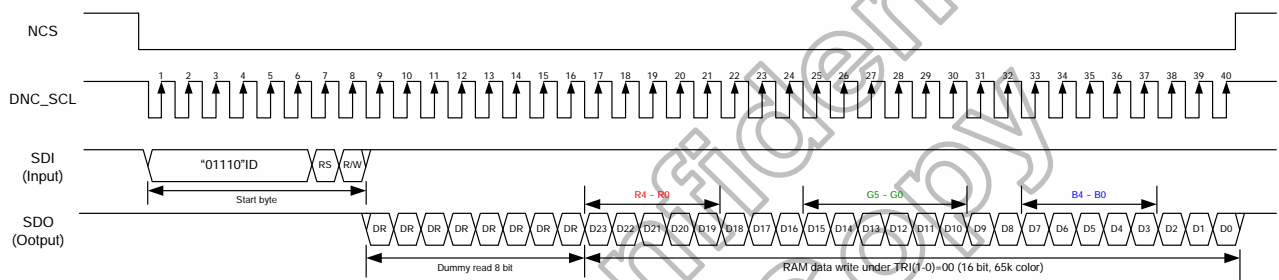 NCS
DNC_SCL
1 2 3 4 5 6 7 8 9 10 11 12 13 14 15 16 17 18 19 20 21 22 23 24 25 26 27 28 29 30 31 32 33 34 35 36 37 38 39 40
SDI
(Input)
"01110"ID RS R/W
Start byte
R4 – R0 G5 – G0 B4 – B0
SDO
(Ootput)
DR DR DR DR DR DR DR DR D23 D22 D21 D20 D19 D18 D17 D16 D15 D14 D13 D12 D11 D10 D9 D8 D7 D6 D5 D4 D3 D2 D1 D0
Dummy read 8 bit
RAM data write under TRI(1-0)=00 (16 bit, 65k color)
nfiden
opy